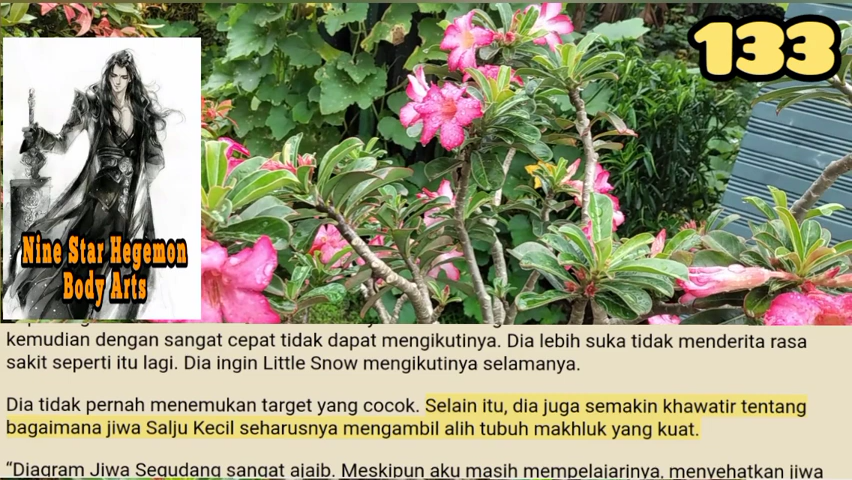 133
Nine Star Hegemon
Body Arts
kemudian dengan sangat cepat tidak dapat mengikutinya. Dia lebih suka tidak menderita rasa
sakit seperti itu lagi. Dia ingin Little Snow mengikutinya selamanya.
Dia tidak pernah menemukan target yang cocok. Selain itu, dia juga semakin khawatir tentang
bagaimana jiwa Salju Kecil seharusnya mengambil alih tubuh makhluk yang kuat.
“Diagram Jiwa Segudang sangat ajaib. Meskipun aku masih mempelajarinya, menyehatkan jiwa